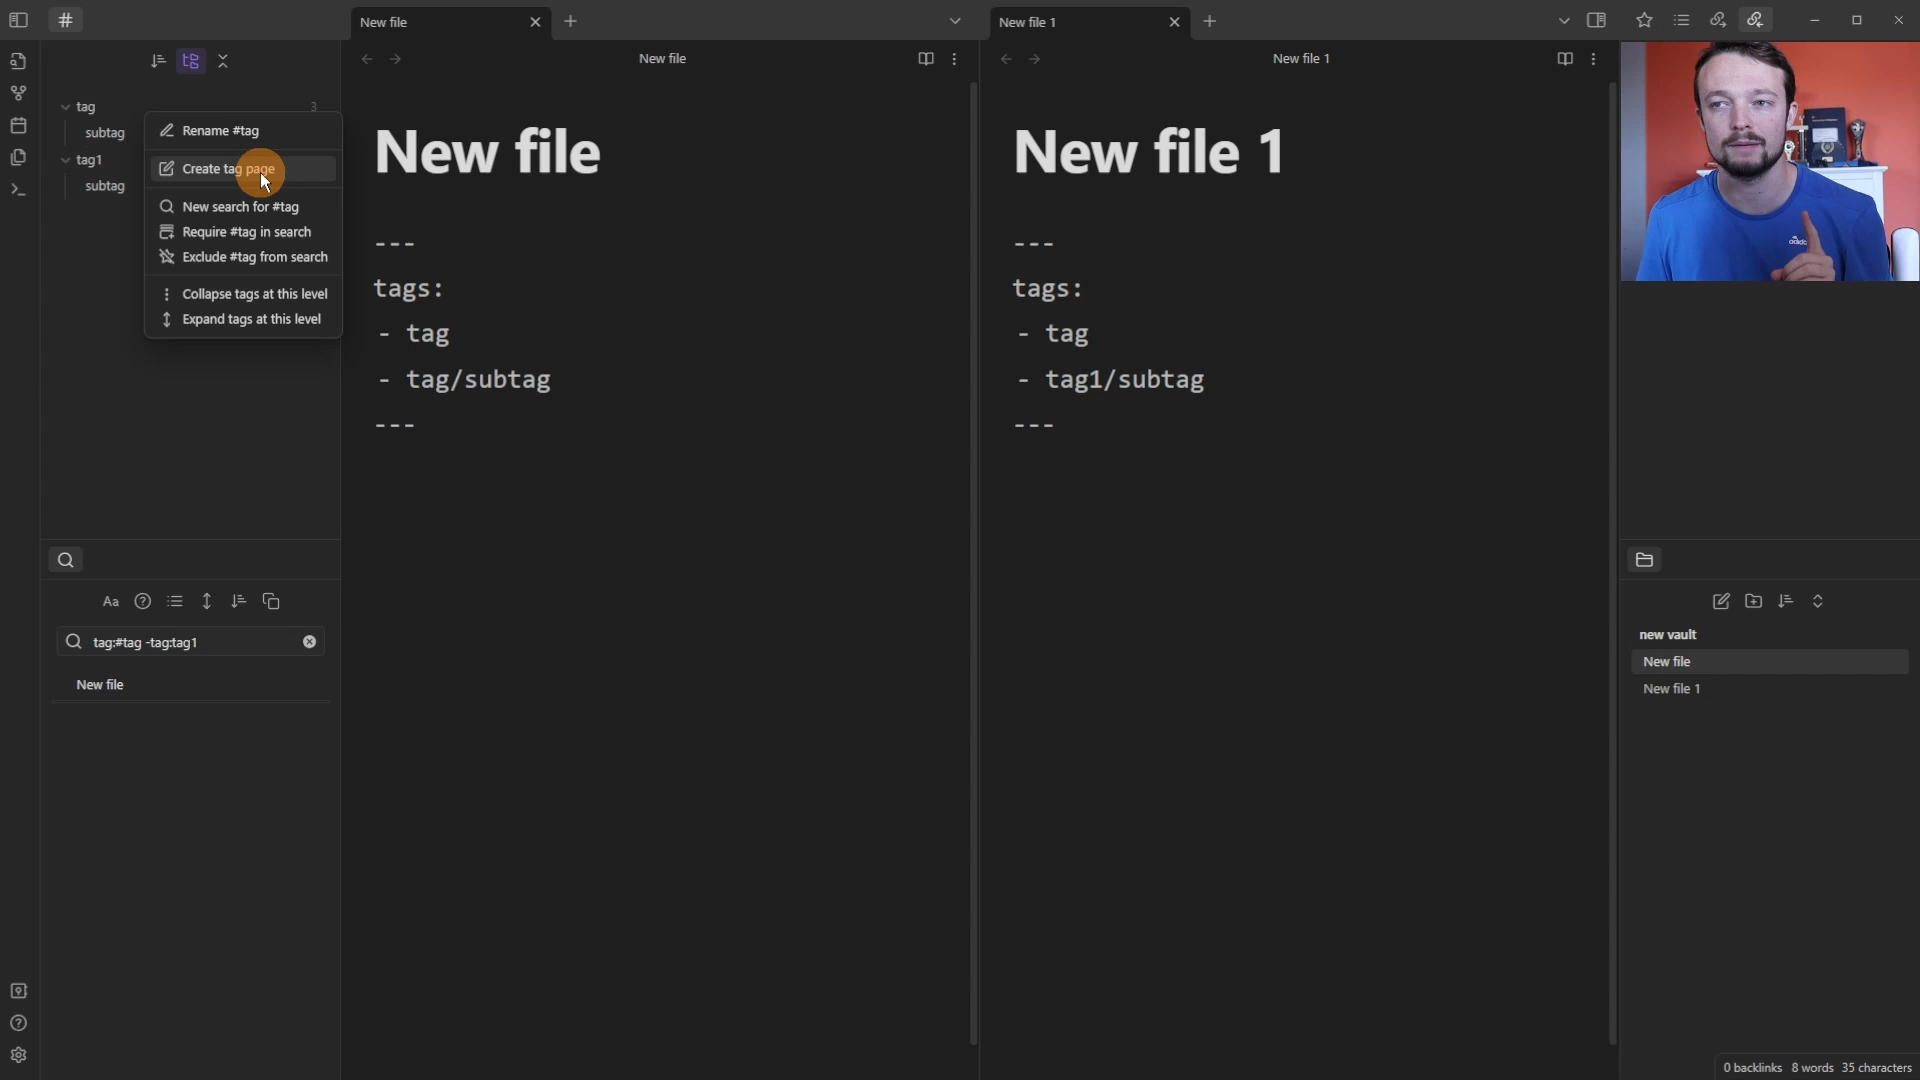 New file
New file 1
New file
New file 1
tag
3
subtag
tag1
subtag
Rename #tag
Create tag page
New search for #tag
Require #tag in search
Exclude #tag from search
Collapse tags at this level
Expand tags at this level
New file
---
tags:
- tag
- tag/subtag
---
New file 1
---
tags:
- tag
- tag1/subtag
---
adidas
Aa
tag:#tag -tag:tag1
New file
new vault
New file
New file 1
0 backlinks 8 words 35 characters